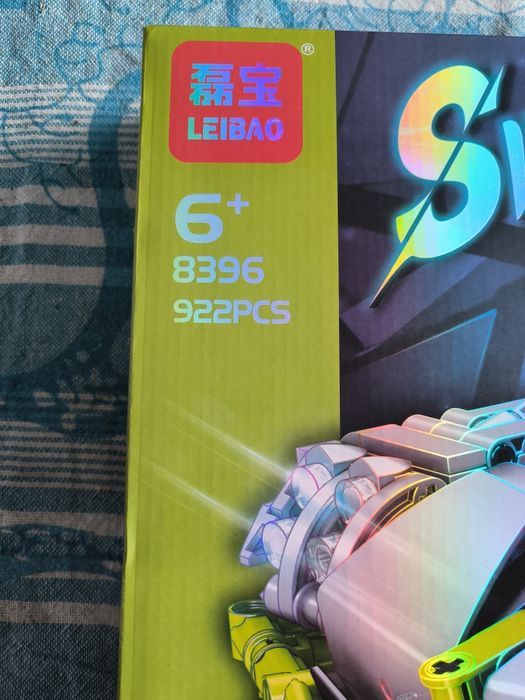 磊宝
LEIBAO
®
6+
8396
922PCS